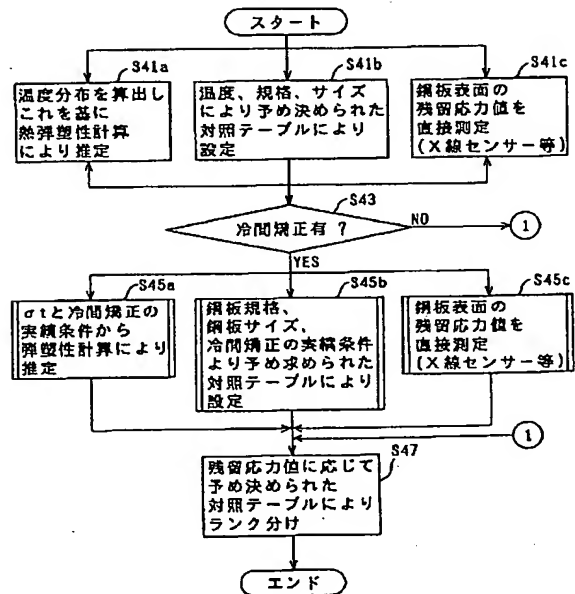 スタート
S41a
温度分布を算出し
これを基に
熱弾塑性計算
により推定
S41b
温度、規格、サイズ
により予め決められた
対照テーブルにより
設定
S41c
鋼板表面の
残留応力値を
直接測定
(X線センサー等)
S43
冷間矯正有 ?
NO
1
YES
S45a
σtと冷間矯正の
実績条件から
弾塑性計算により
推定
S45b
鋼板規格、
鋼板サイズ、
冷間矯正の実績条件
より予め求められた
対照テーブルにより
設定
S45c
鋼板表面の
残留応力値を
直接測定
(X線センサー等)
1
S47
残留応力値に応じて
予め決められた
対照テーブルにより
ランク分け
エンド